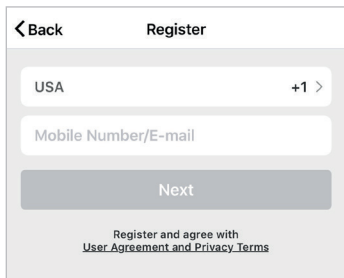 Back Register
USA +1
Mobile Number/E-mail
Next
Register and agree with
User Agreement and Privacy Terms